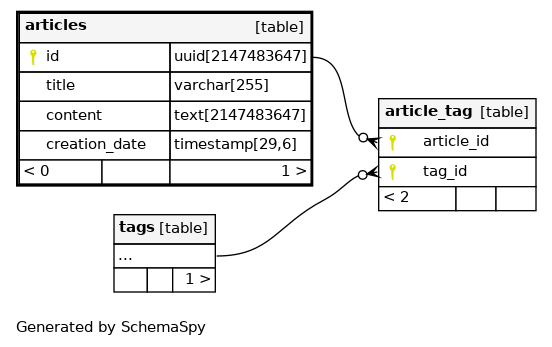 articles [table]
id uuid[2147483647]
title varchar[255]
content text[2147483647]
creation_date timestamp[29,6]
< 0 1 >
article_tag [table]
article_id
tag_id
< 2
tags [table]
...
1 >
Generated by SchemaSpy